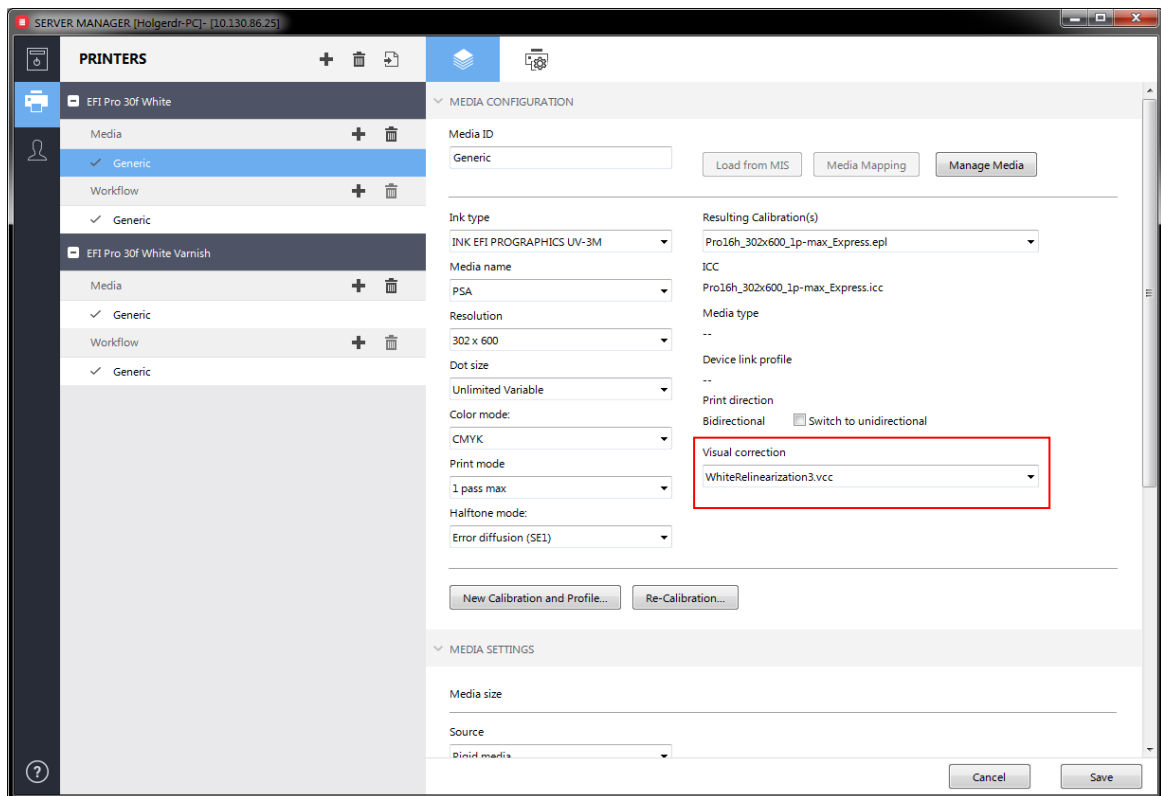 SERVER MANAGER [Holgerdr-PC]- [10.130.86.25]
PRINTERS
EFI Pro 30f White
Media
Generic
Workflow
Generic
EFI Pro 30f White Varnish
Media
Generic
Workflow
Generic
MEDIA CONFIGURATION
Media ID
Generic
Load from MIS
Media Mapping
Manage Media
Ink type
INK EFI PROGRAPHICS UV-3M
Media name
PSA
Resolution
302 x 600
Dot size
Unlimited Variable
Color mode:
CMYK
Print mode
1 pass max
Halftone mode:
Error diffusion (SE1)
Resulting Calibration(s)
Pro16h_302x600_1p-max_Express.epl
ICC
Pro16h_302x600_1p-max_Express.icc
Media type
--
Device link profile
--
Print direction
Bidirectional Switch to unidirectional
Visual correction
WhiteRelinearization3.vcc
New Calibration and Profile...
Re-Calibration...
MEDIA SETTINGS
Media size
Source
Rigid media
?
Cancel
Save